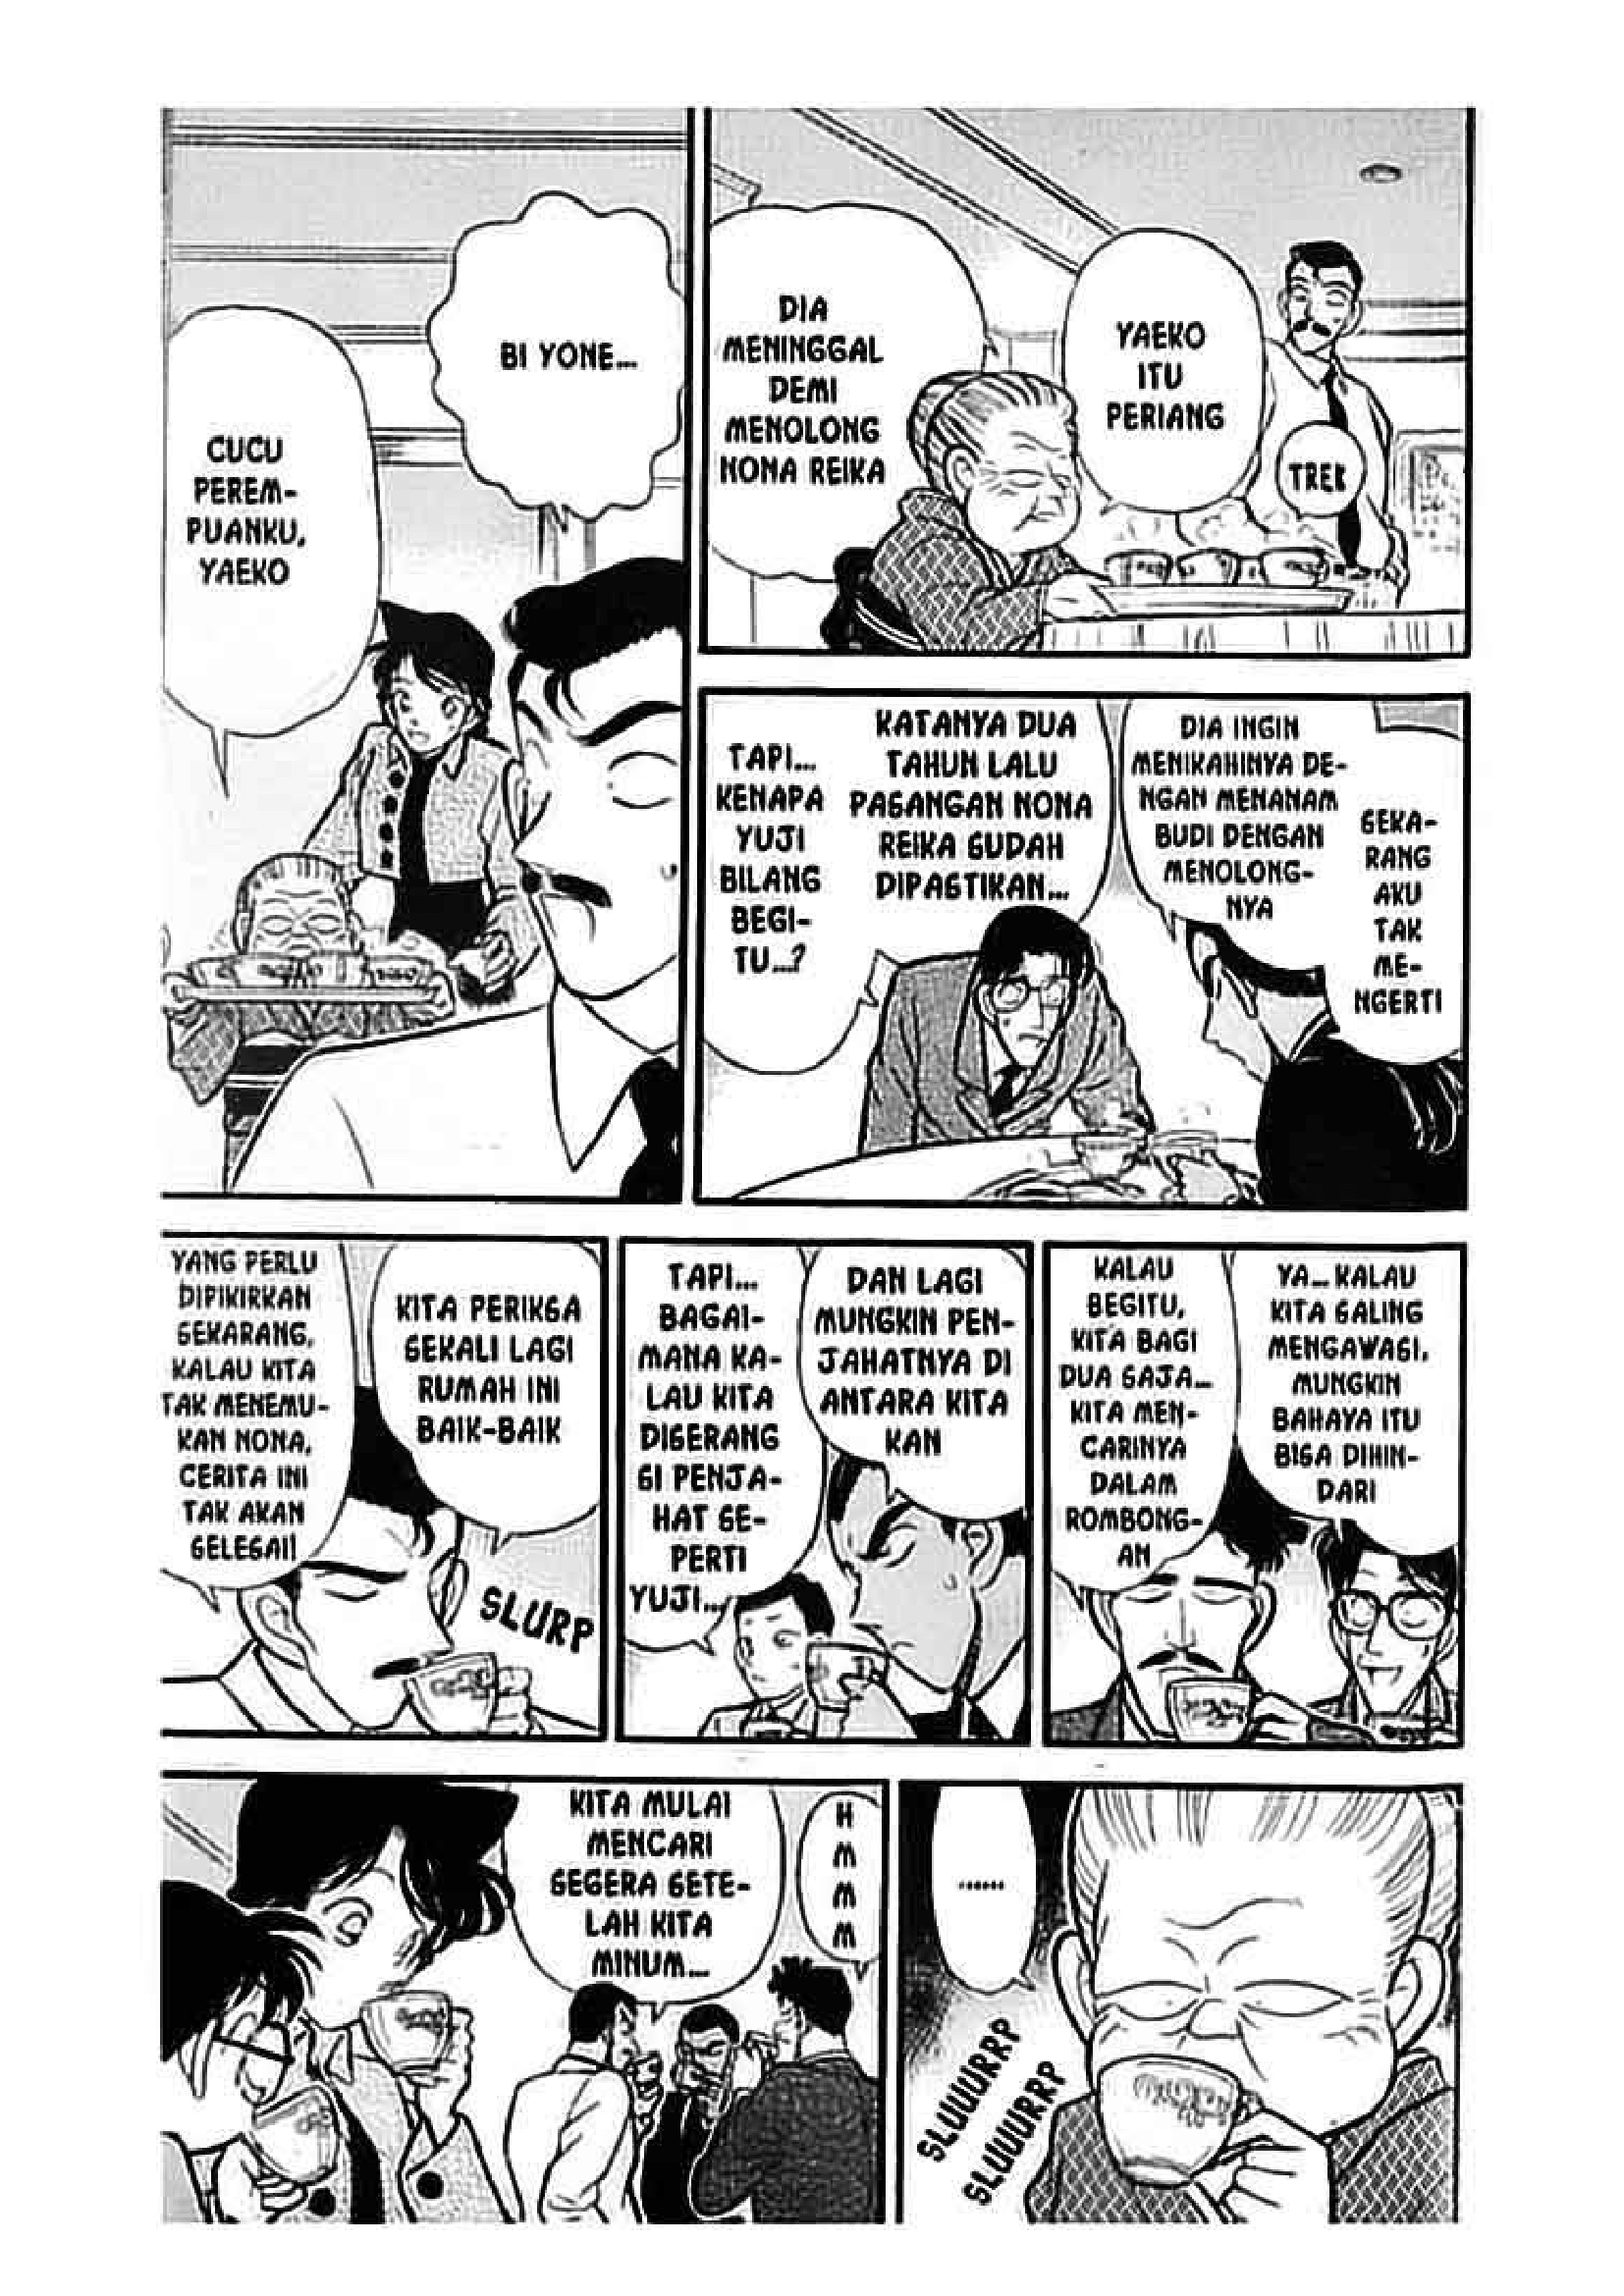 YAEKO
ITU
PERIANG
TREK
DIA
MENINGGAL
DEMI
MENOLONG
NONA REIKA
BI YONE...
CUCU
PEREM-
PUANKU,
YAEKO
SEKA-
RANG
AKU
TAK
ME-
NGERTI
DIA INGIN
MENIKAHINYA DE-
NGAN MENANAM
BUDI DENGAN
MENOLONG-
NYA
KATANYA DUA
TAHUN LALU
PASANGAN NONA
REIKA SUDAH
DIPASTIKAN...
TAPI...
KENAPA
YUJI
BILANG
BEGI-
TU...?
YA... KALAU
KITA SALING
MENGAWASI,
MUNGKIN
BAHAYA ITU
BISA DIHIN-
DARI
KALAU
BEGITU,
KITA BAGI
DUA SAJA...
KITA MEN-
CARINYA
DALAM
ROMBONG-
AN
DAN LAGI
MUNGKIN PEN-
JAHATNYA DI
ANTARA KITA
KAN
TAPI...
BAGAI-
MANA KA-
LAU KITA
DISERANG
SI PENJA-
HAT SE-
PERTI
YUJI...
KITA PERIKSA
SEKALI LAGI
RUMAH INI
BAIK-BAIK
YANG PERLU
DIPIKIRKAN
SEKARANG,
KALAU KITA
TAK MENEMU-
KAN NONA,
CERITA INI
TAK AKAN
SELESAI!
SLURP
......
SLUUURRP
SLUUURRP
H
M
M
M
KITA MULAI
MENCARI
SEGERA SETE-
LAH KITA
MINUM...